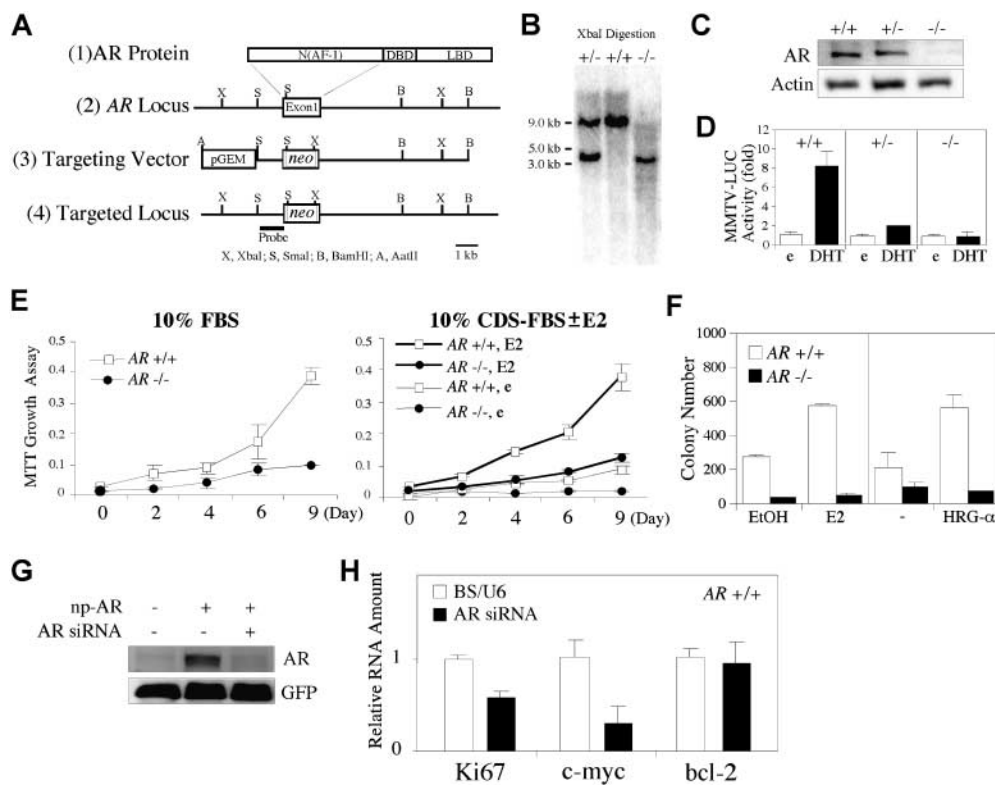 A
(1)AR Protein
N(AF-1) DBD LBD
(2) AR Locus
X S S B X B
Exon1
(3) Targeting Vector
A S S X B X B
pGEM neo
(4) Targeted Locus
X S S X B X B
neo
Probe
1 kb
X, XbaI; S, SmaI; B, BamHI; A, AatII
B
XbaI Digestion
+/- +/+ -/-
9.0 kb
5.0 kb
3.0 kb
C
+/+ +/- -/-
AR
Actin
D
MMTV-LUC
Activity (fold)
12
10
8
6
4
2
0
+/+ +/- -/-
e DHT e DHT e DHT
E
10% FBS
MTT Growth Assay
0.5
0.4
0.3
0.2
0.1
0
AR +/+
AR -/-
0 2 4 6 9 (Day)
10% CDS-FBS±E2
0.5
0.4
0.3
0.2
0.1
0
AR +/+, E2
AR -/-, E2
AR +/+, e
AR -/-, e
0 2 4 6 9 (Day)
F
Colony Number
1000
800
600
400
200
0
AR +/+
AR -/-
EtOH E2 - HRG-α
G
np-AR - + +
AR siRNA - - +
AR
GFP
H
Relative RNA Amount
1
0
BS/U6
AR siRNA
AR +/+
Ki67 c-myc bcl-2